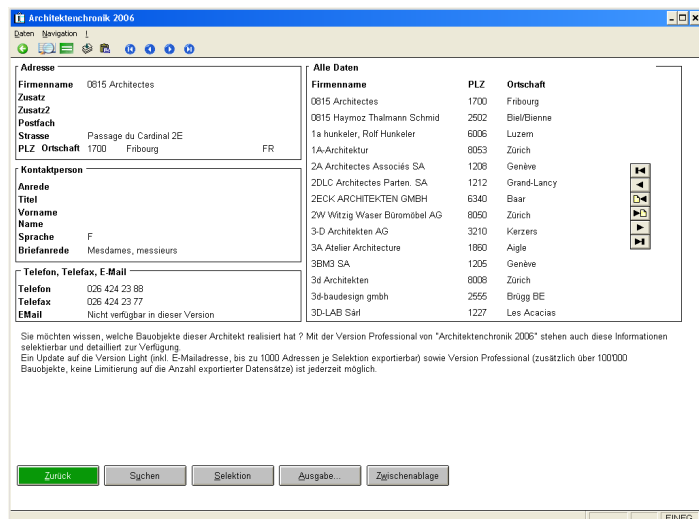 Architektenchronik 2006
Daten Navigation !
Adresse
Firmenname 0815 Architectes
Zusatz
Zusatz2
Postfach
Strasse Passage du Cardinal 2E
PLZ Ortschaft 1700 Fribourg FR
Kontaktperson
Anrede
Titel
Vorname
Name
Sprache F
Briefanrede Mesdames, messieurs
Telefon, Telefax, E-Mail
Telefon 026 424 23 88
Telefax 026 424 23 77
EMail Nicht verfügbar in dieser Version
Alle Daten
Firmenname PLZ Ortschaft
0815 Architectes 1700 Fribourg
0815 Haymoz Thalmann Schmid 2502 Biel/Bienne
1a hunkeler, Rolf Hunkeler 6006 Luzern
1A-Architektur 8053 Zürich
2A Architectes Associés SA 1208 Genève
2DLC Architectes Parten. SA 1212 Grand-Lancy
2ECK ARCHITEKTEN GMBH 6340 Baar
2W Witzig Waser Büromöbel AG 8050 Zürich
3-D Architekten AG 3210 Kerzers
3A Atelier Architecture 1860 Aigle
3BM3 SA 1205 Genève
3d Architekten 8008 Zürich
3d-baudesign gmbh 2555 Brügg BE
3D-LAB Sàrl 1227 Les Acacias
Sie möchten wissen, welche Bauobjekte dieser Architekt realisiert hat ? Mit der Version Professional von "Architektenchronik 2006" stehen auch diese Informationen
selektierbar und detailliert zur Verfügung.
Ein Update auf die Version Light (inkl. E-Mailadresse, bis zu 1000 Adressen je Selektion exportierbar) sowie Version Professional (zusätzlich über 100'000
Bauobjekte, keine Limitierung auf die Anzahl exportierter Datensätze) ist jederzeit möglich.
Zurück Suchen Selektion Ausgabe... Zwischenablage
EINFG